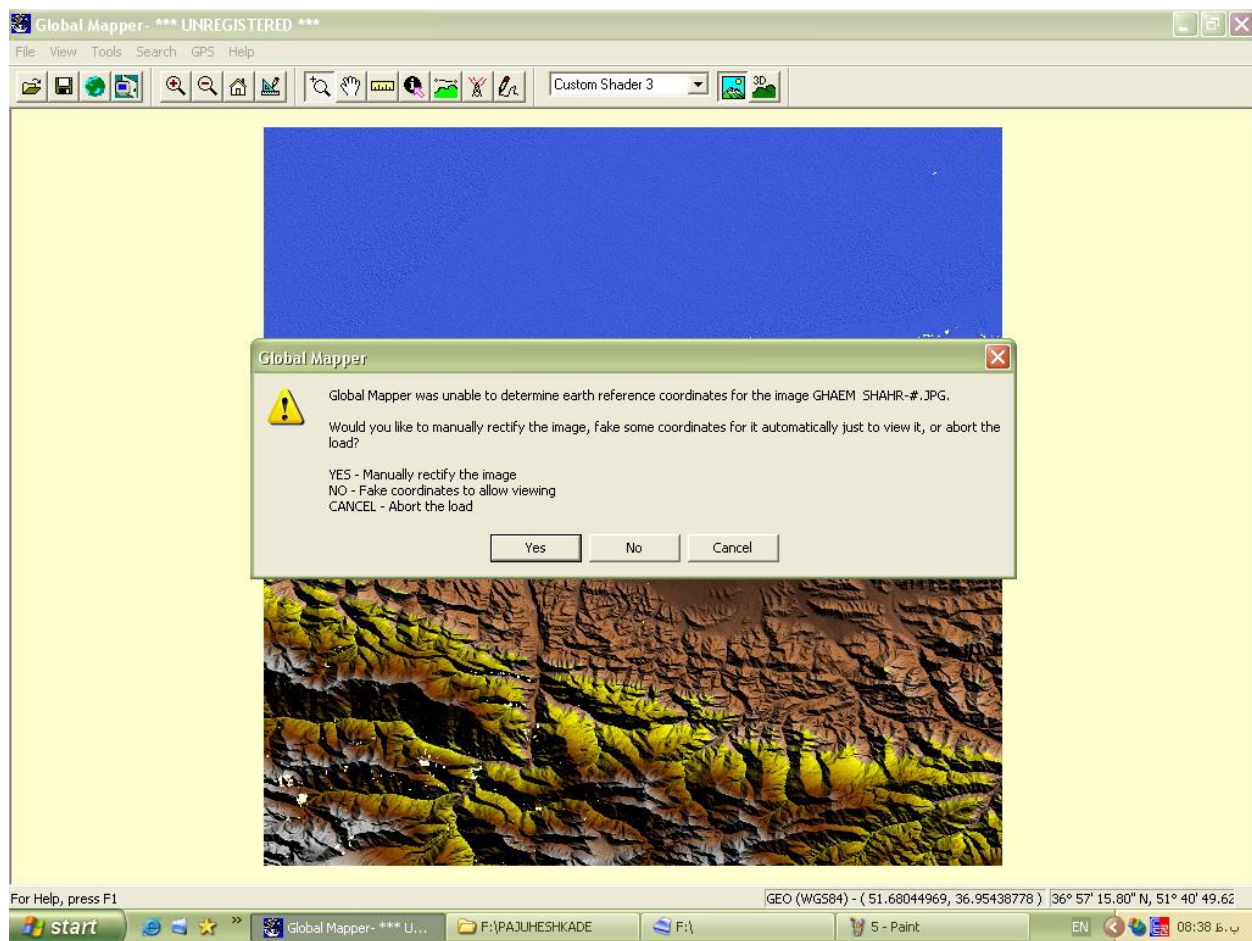 Global Mapper- *** UNREGISTERED ***
File View Tools Search GPS Help
Custom Shader 3
3D
Global Mapper
Global Mapper was unable to determine earth reference coordinates for the image GHAEM SHAHR-#.JPG.
Would you like to manually rectify the image, fake some coordinates for it automatically just to view it, or abort the
load?
YES - Manually rectify the image
NO - Fake coordinates to allow viewing
CANCEL - Abort the load
Yes No Cancel
For Help, press F1
GEO (WGS84) - ( 51.68044969, 36.95438778 ) 36° 57' 15.80" N, 51° 40' 49.62
start Global Mapper- *** U... F:\PAJUHESHKADE F:\ 5 - Paint EN 08:38 ب.ظ